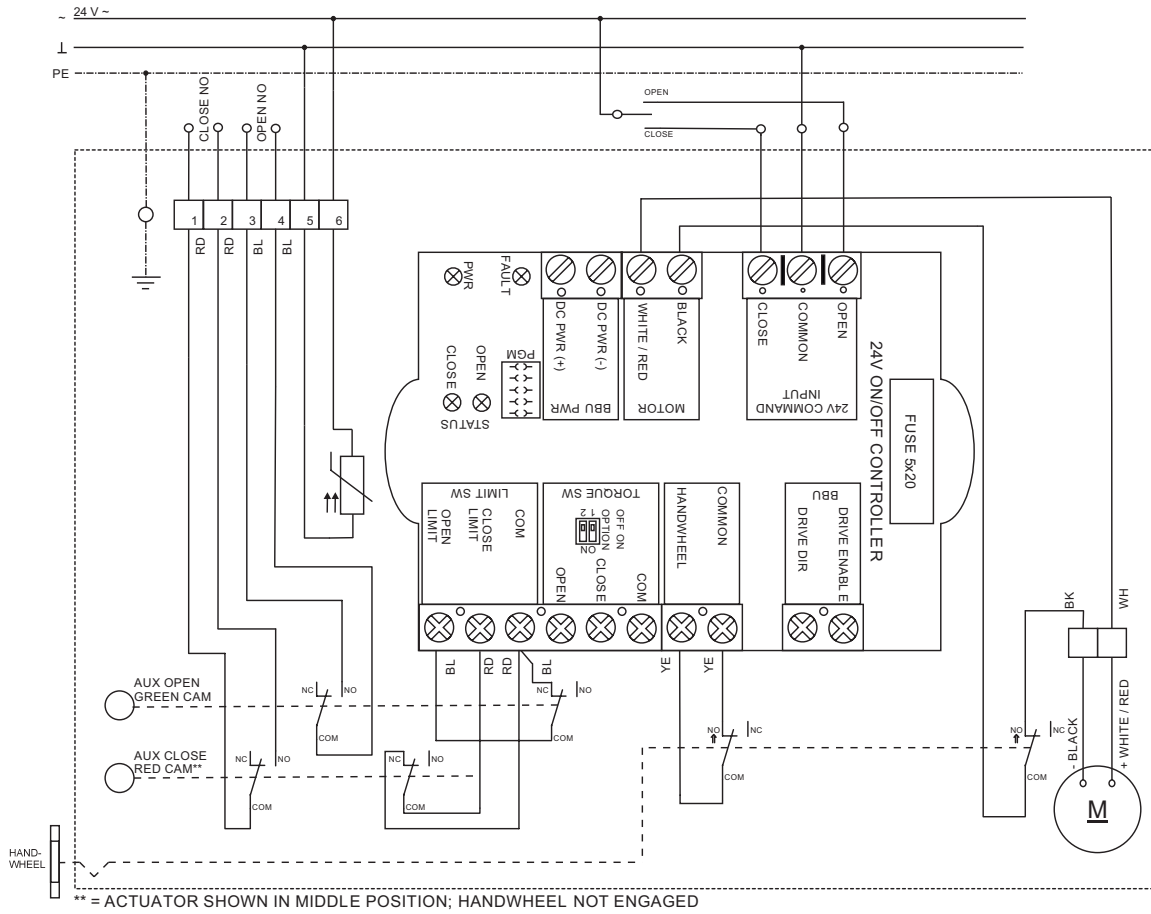 ~ 24 V ~
⊥
PE
CLOSE NO
OPEN NO
OPEN
CLOSE
1 2 3 4 5 6
RD
RD
BL
BL
PWR
FAULT
CLOSE
OPEN
STATUS
PGM
DC PWR (+)
DC PWR (-)
BBU PWR
WHITE / RED
BLACK
MOTOR
CLOSE
COMMON
OPEN
24V COMMAND
INPUT
24V ON/OFF CONTROLLER
FUSE 5x20
LIMIT SW
OPEN
LIMIT
CLOSE
LIMIT
COM
TORQUE SW
1 2
ON
OPTION
OFF ON
OPEN
CLOSE
COM
HANDWHEEL
COMMON
BBU
DRIVE DIR
DRIVE ENABLE
BL
RD
RD
BL
YE
YE
BK
WH
AUX OPEN
GREEN CAM
NC
NO
COM
NC
NO
COM
AUX CLOSE
RED CAM**
NC
NO
COM
NC
NO
COM
NO
NC
COM
NO
NC
COM
- BLACK
+ WHITE / RED
M
HAND-
WHEEL
** = ACTUATOR SHOWN IN MIDDLE POSITION; HANDWHEEL NOT ENGAGED